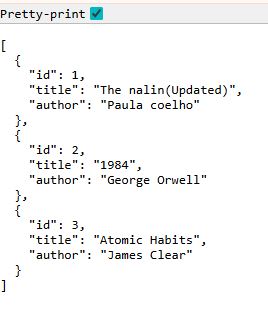 Pretty-print
[
  {
    "id": 1,
    "title": "The nalin(Updated)",
    "author": "Paula coelho"
  },
  {
    "id": 2,
    "title": "1984",
    "author": "George Orwell"
  },
  {
    "id": 3,
    "title": "Atomic Habits",
    "author": "James Clear"
  }
]